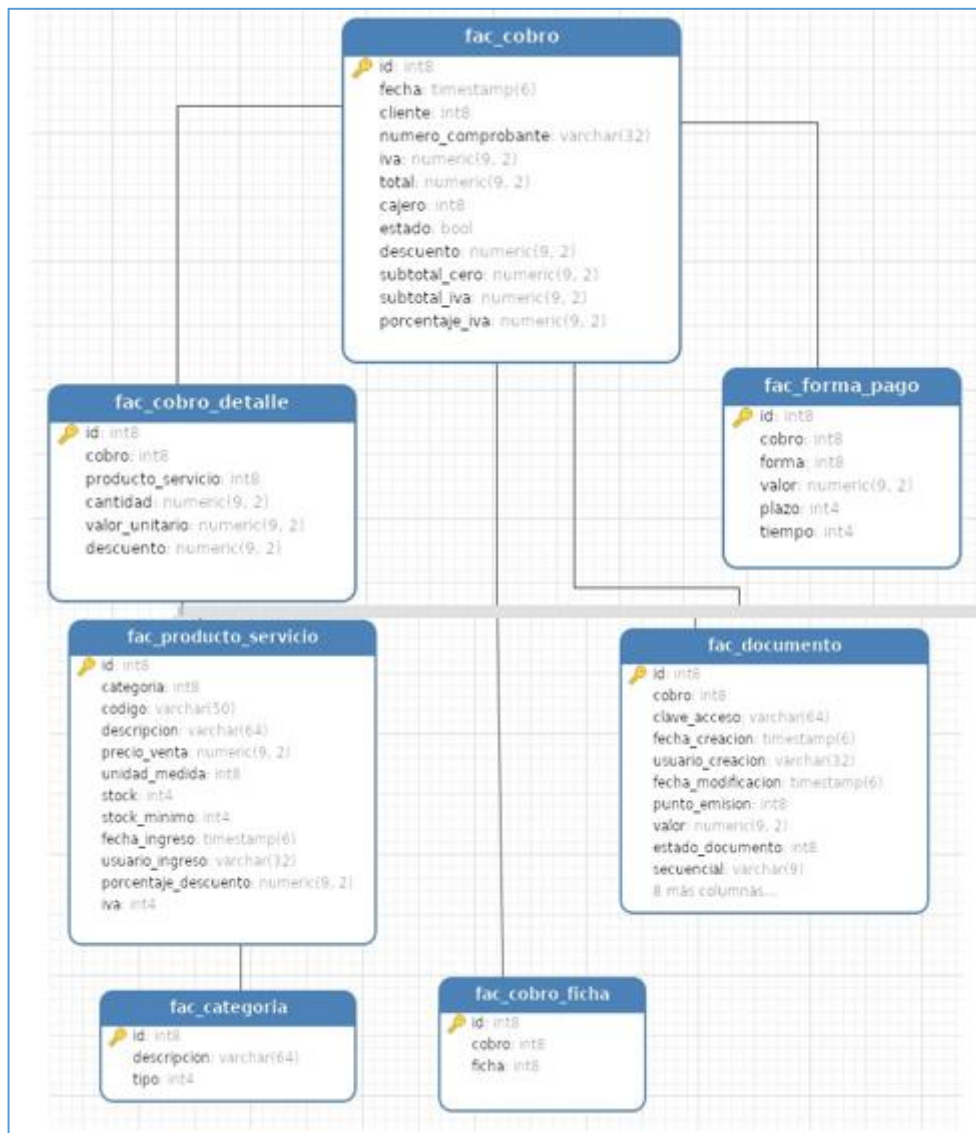 fac_cobro
id: int8
fecha: timestamp(6)
cliente: int8
numero_comprobante: varchar(32)
iva: numeric(9, 2)
total: numeric(9, 2)
cajero: int8
estado: bool
descuento: numeric(9, 2)
subtotal_cero: numeric(9, 2)
subtotal_iva: numeric(9, 2)
porcentaje_iva: numeric(9, 2)
fac_cobro_detalle
id: int8
cobro: int8
producto_servicio: int8
cantidad: numeric(9, 2)
valor_unitario: numeric(9, 2)
descuento: numeric(9, 2)
fac_forma_pago
id: int8
cobro: int8
forma: int8
valor: numeric(9, 2)
plazo: int4
tiempo: int4
fac_producto_servicio
id: int8
categoria: int8
codigo: varchar(50)
descripcion: varchar(64)
precio_venta: numeric(9, 2)
unidad_medida: int8
stock: int4
stock_minimo: int4
fecha_ingreso: timestamp(6)
usuario_ingreso: varchar(32)
porcentaje_descuento: numeric(9, 2)
iva: int4
fac_documento
id: int8
cobro: int8
clave_acceso: varchar(64)
fecha_creacion: timestamp(6)
usuario_creacion: varchar(32)
fecha_modificacion: timestamp(6)
punto_emision: int8
valor: numeric(9, 2)
estado_documento: int8
secuencial: varchar(9)
8 más columnas...
fac_categoria
id: int8
descripcion: varchar(64)
tipo: int4
fac_cobro_ficha
id: int8
cobro: int8
ficha: int8